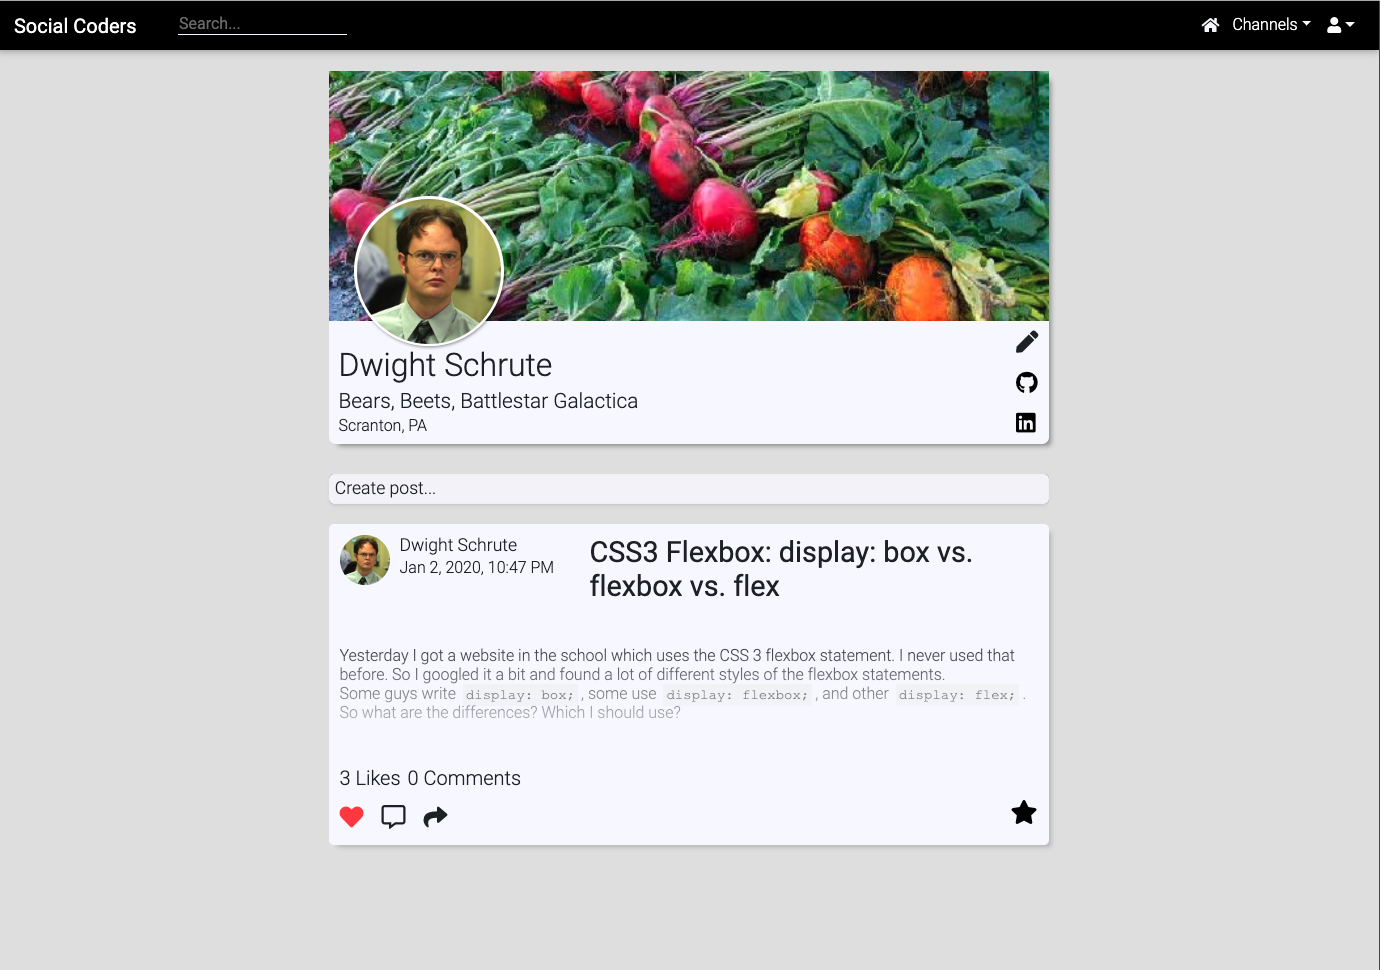 Social Coders
Search...
Channels
Dwight Schrute
Bears, Beets, Battlestar Galactica
Scranton, PA
Create post...
Dwight Schrute
Jan 2, 2020, 10:47 PM
CSS3 Flexbox: display: box vs.
flexbox vs. flex
Yesterday I got a website in the school which uses the CSS 3 flexbox statement. I never used that
before. So I googled it a bit and found a lot of different styles of the flexbox statements.
Some guys write display: box; , some use display: flexbox; , and other display: flex; .
So what are the differences? Which I should use?
3 Likes 0 Comments